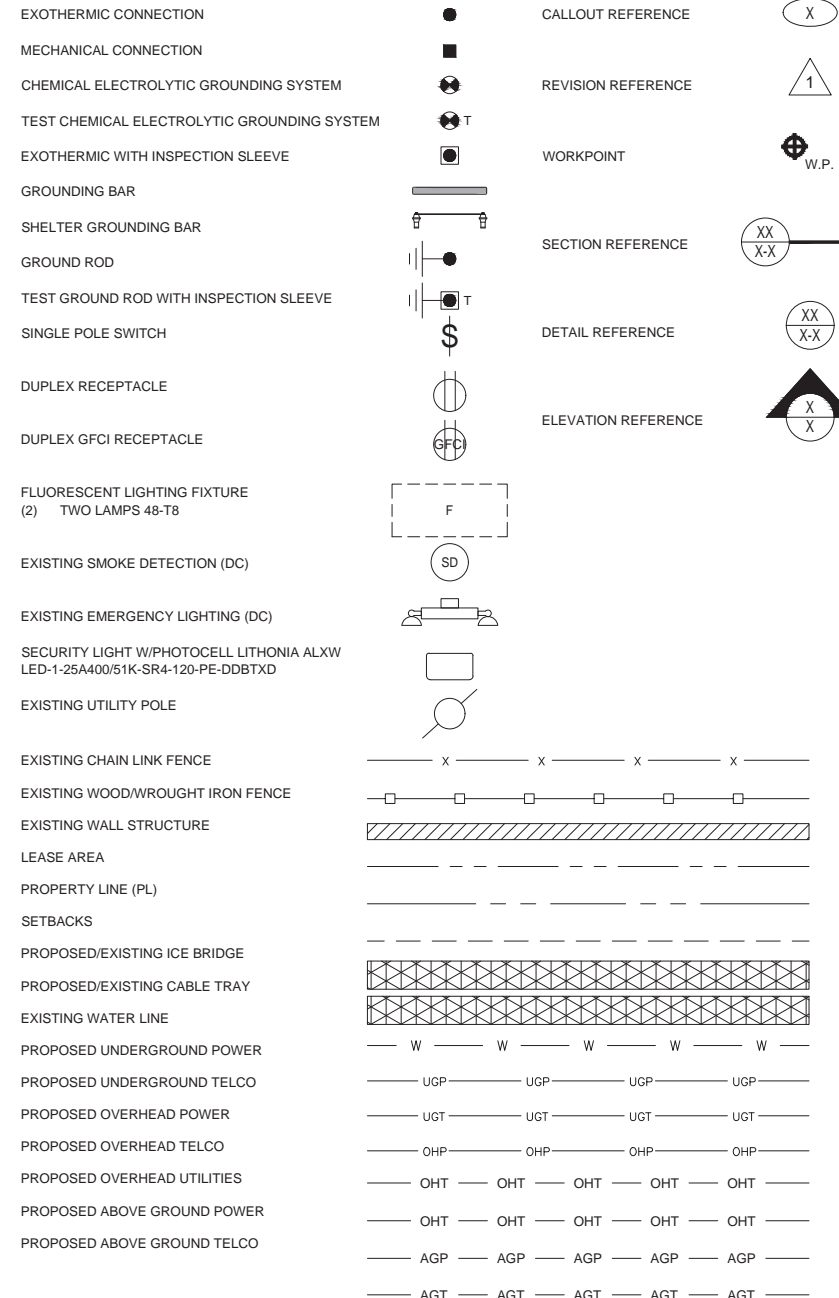 EXOTHERMIC CONNECTION
MECHANICAL CONNECTION
CHEMICAL ELECTROLYTIC GROUNDING SYSTEM
TEST CHEMICAL ELECTROLYTIC GROUNDING SYSTEM T
EXOTHERMIC WITH INSPECTION SLEEVE
GROUNDING BAR
SHELTER GROUNDING BAR
GROUND ROD
TEST GROUND ROD WITH INSPECTION SLEEVE T
SINGLE POLE SWITCH $
DUPLEX RECEPTACLE
DUPLEX GFCI RECEPTACLE GFCI
FLUORESCENT LIGHTING FIXTURE
(2) TWO LAMPS 48-T8 F
EXISTING SMOKE DETECTION (DC) SD
EXISTING EMERGENCY LIGHTING (DC)
SECURITY LIGHT W/PHOTOCELL LITHONIA ALXW
LED-1-25A400/51K-SR4-120-PE-DDBTXD
EXISTING UTILITY POLE
CALLOUT REFERENCE X
REVISION REFERENCE 1
WORKPOINT W.P.
SECTION REFERENCE XX
X-X
DETAIL REFERENCE XX
X-X
ELEVATION REFERENCE X
X
EXISTING CHAIN LINK FENCE X X X X
EXISTING WOOD/WROUGHT IRON FENCE
EXISTING WALL STRUCTURE
LEASE AREA
PROPERTY LINE (PL)
SETBACKS
PROPOSED/EXISTING ICE BRIDGE
PROPOSED/EXISTING CABLE TRAY
EXISTING WATER LINE
PROPOSED UNDERGROUND POWER
W W W W W
PROPOSED UNDERGROUND TELCO
UGP UGP UGP UGP
PROPOSED OVERHEAD POWER
UGT UGT UGT UGT
PROPOSED OVERHEAD TELCO
OHP OHP OHP OHP
PROPOSED OVERHEAD UTILITIES
OHT OHT OHT OHT OHT
PROPOSED ABOVE GROUND POWER
OHT OHT OHT OHT OHT
PROPOSED ABOVE GROUND TELCO
AGP AGP AGP AGP AGP
AGT AGT AGT AGT AGT